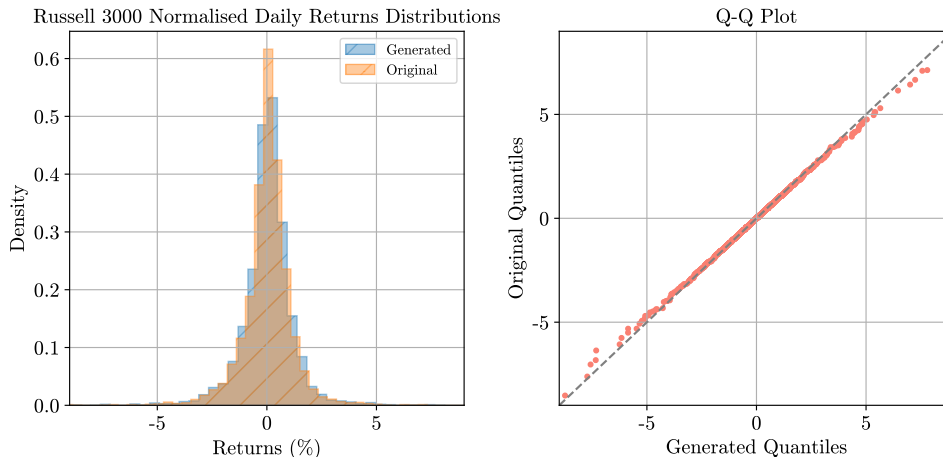 Russell 3000 Normalised Daily Returns Distributions
Generated
Original
0.6
0.5
0.4
0.3
0.2
0.1
0.0
-5
0
5
Density
Returns (%)
Q-Q Plot
5
0
-5
-5
0
5
Original Quantiles
Generated Quantiles